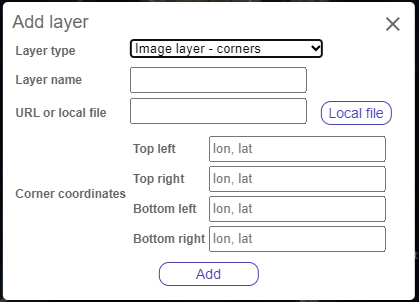 Add layer
Layer type Image layer - corners
Layer name
URL or local file Local file
Top left lon, lat
Top right lon, lat
Corner coordinates
Bottom left lon, lat
Bottom right lon, lat
Add